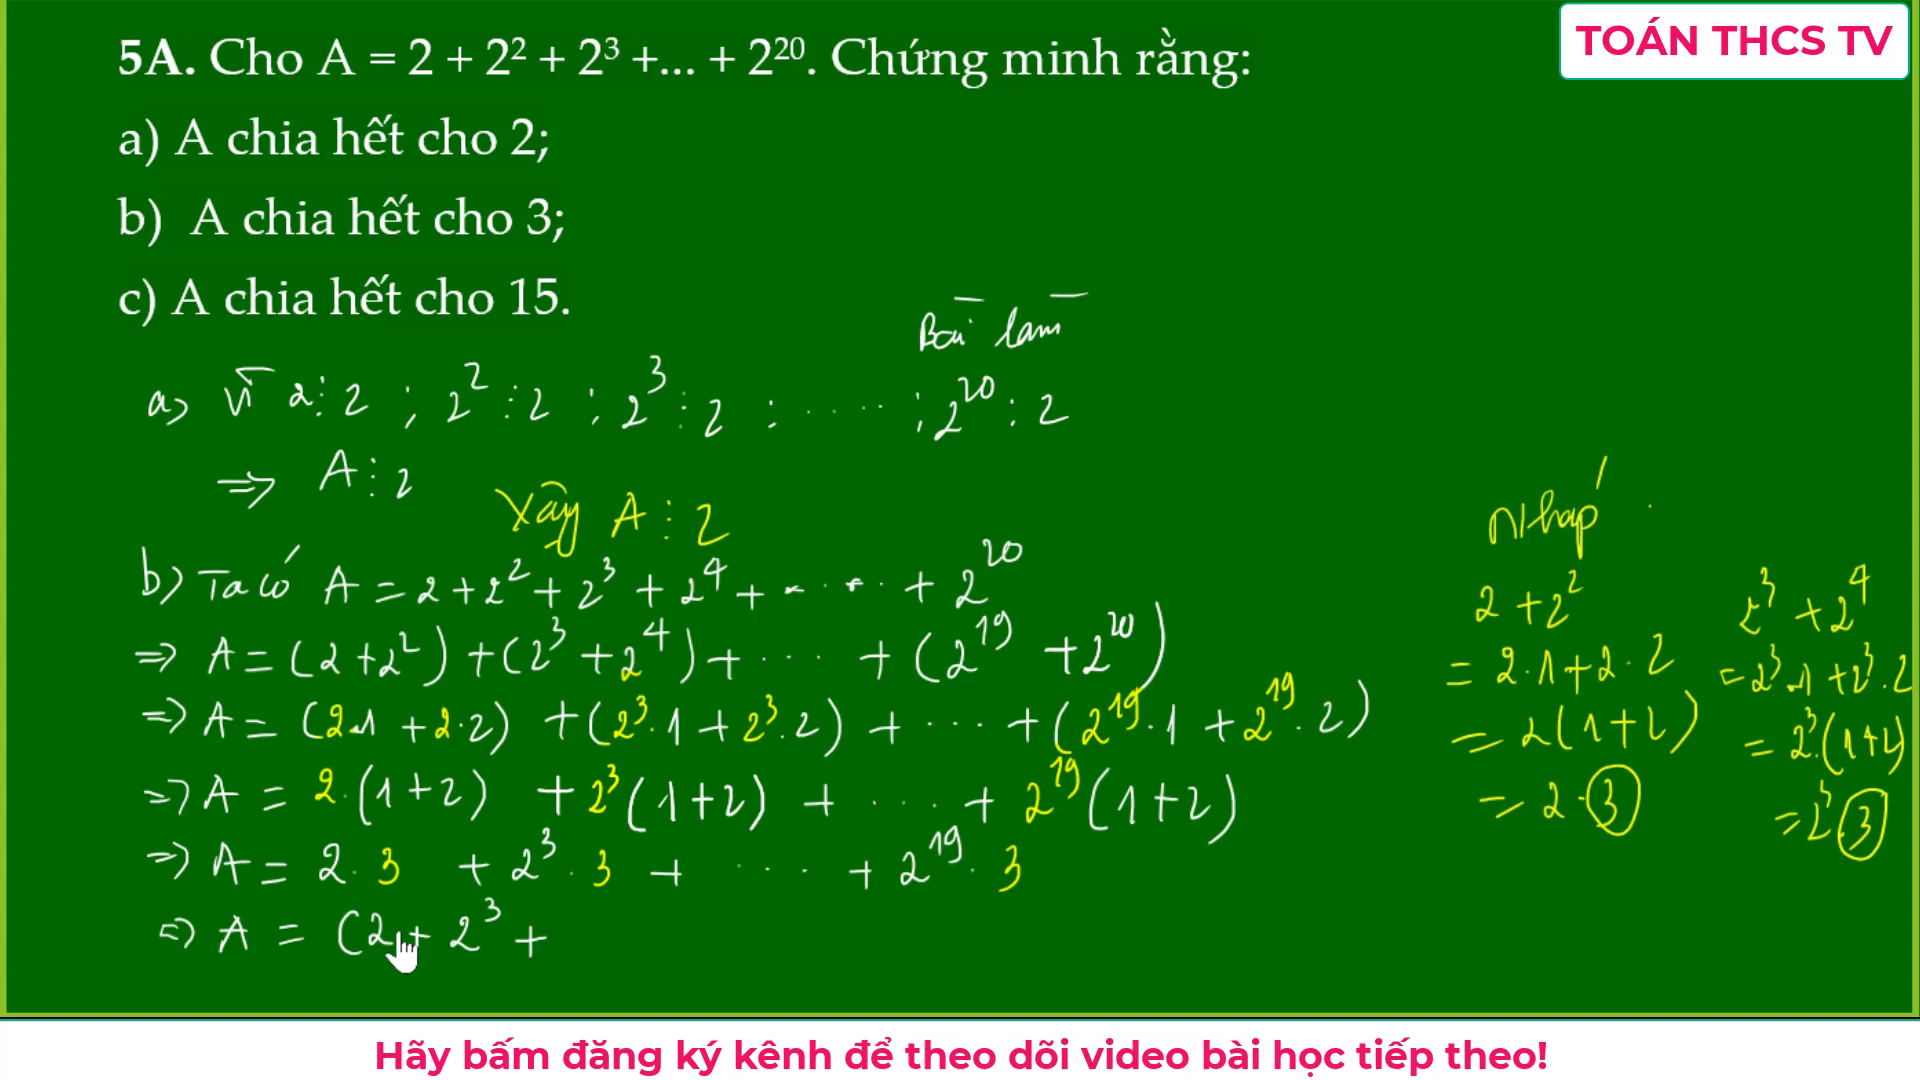 TOÁN THCS TV
5A. Cho A = 2 + 2² + 2³ +... + 2²⁰. Chứng minh rằng:
a) A chia hết cho 2;
b) A chia hết cho 3;
c) A chia hết cho 15.
Bài làm
a) Vì 2 ⋮ 2 ; 2² ⋮ 2 ; 2³ ⋮ 2 ; ..... ; 2²⁰ ⋮ 2
=> A ⋮ 2
Vậy A ⋮ 2
b) Ta có A = 2 + 2² + 2³ + 2⁴ + .... + 2²⁰
=> A = (2 + 2²) + (2³ + 2⁴) + ... + (2¹⁹ + 2²⁰)
=> A = (2.1 + 2.2) + (2³.1 + 2³.2) + ... + (2¹⁹.1 + 2¹⁹.2)
=> A = 2.(1+2) + 2³(1+2) + ... + 2¹⁹(1+2)
=> A = 2.3 + 2³.3 + ... + 2¹⁹.3
=> A = (2 + 2³ +
Nháp
2 + 2²
= 2.1 + 2.2
= 2(1+2)
= 2.3
2³ + 2⁴
= 2³.1 + 2³.2
= 2³.(1+2)
= 2³.3
Hãy bấm đăng ký kênh để theo dõi video bài học tiếp theo!